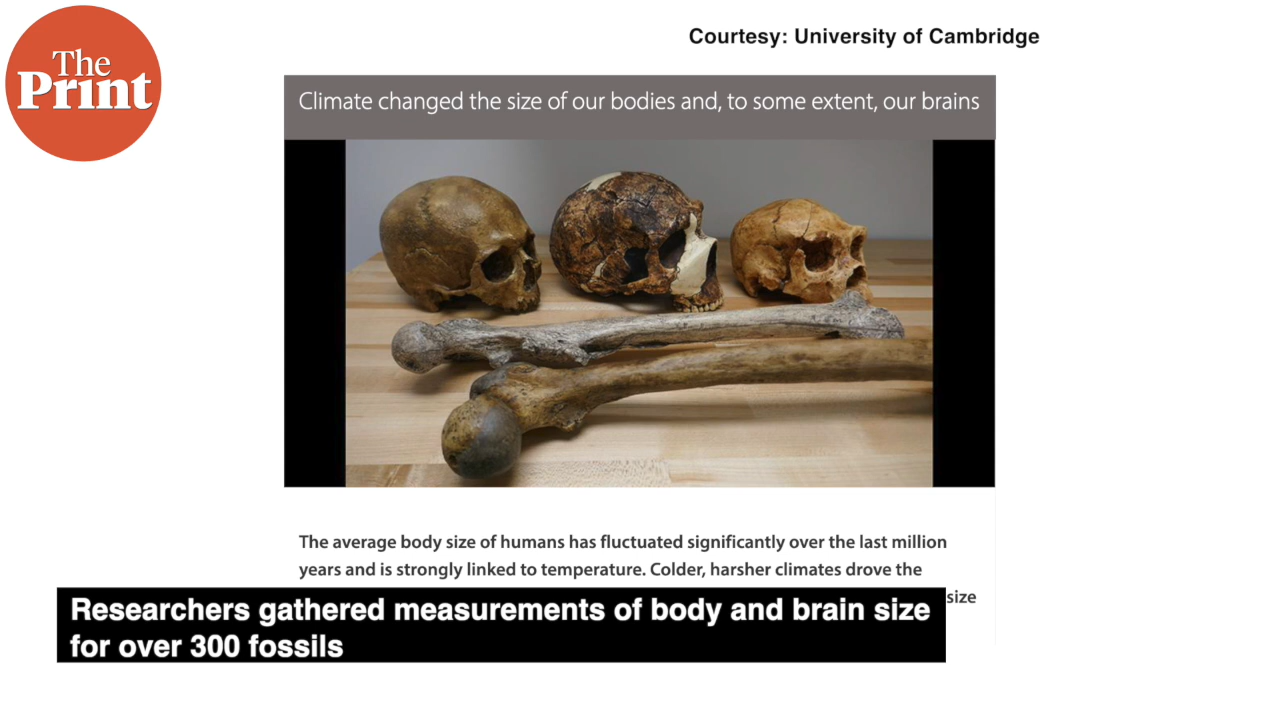 The
Print
Courtesy: University of Cambridge
Climate changed the size of our bodies and, to some extent, our brains
The average body size of humans has fluctuated significantly over the last million
years and is strongly linked to temperature. Colder, harsher climates drove the
size
Researchers gathered measurements of body and brain size
for over 300 fossils